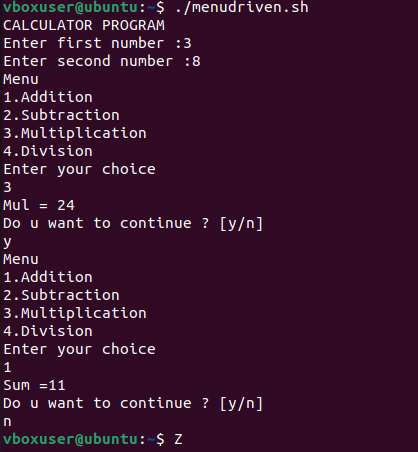 vboxuser@ubuntu:~$ ./menudriven.sh
CALCULATOR PROGRAM
Enter first number :3
Enter second number :8
Menu
1.Addition
2.Subtraction
3.Multiplication
4.Division
Enter your choice
3
Mul = 24
Do u want to continue ? [y/n]
y
Menu
1.Addition
2.Subtraction
3.Multiplication
4.Division
Enter your choice
1
Sum =11
Do u want to continue ? [y/n]
n
vboxuser@ubuntu:~$ Z